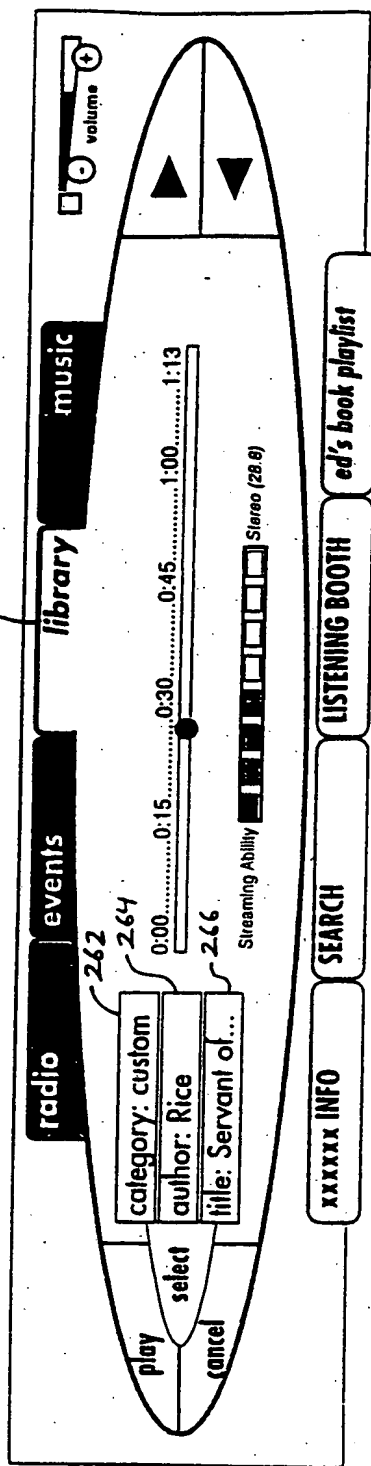 radio
events
library
music
volume
play
select
cancel
category: custom
author: Rice
title: Servant of...
262
264
266
0:00.........0:15.........0:30.........0:45.........1:00.........1:13
Streaming Ability
Stereo (28.8)
xxxxxx INFO
SEARCH
LISTENING BOOTH
ed's book playlist